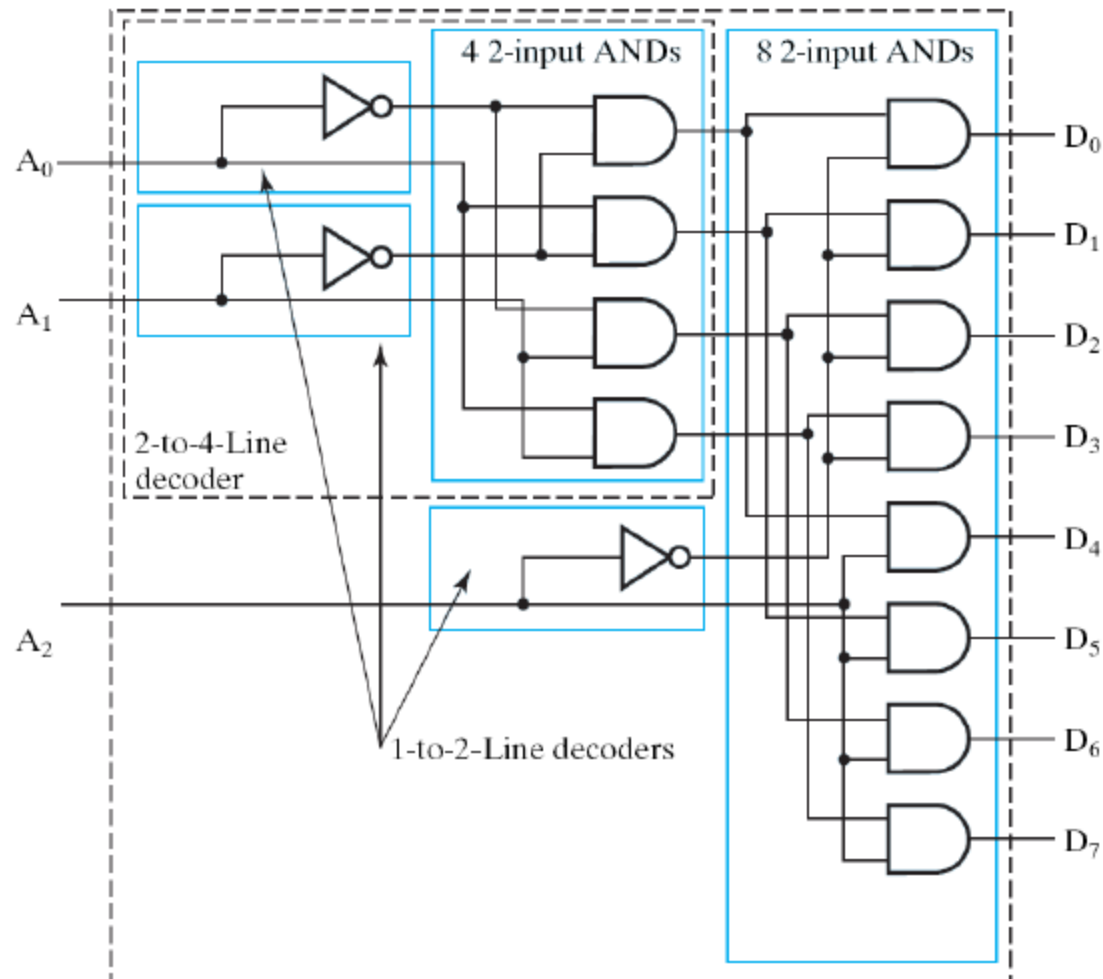 4 2-input ANDs
8 2-input ANDs
A₀
A₁
A₂
2-to-4-Line
decoder
1-to-2-Line decoders
D₀
D₁
D₂
D₃
D₄
D₅
D₆
D₇